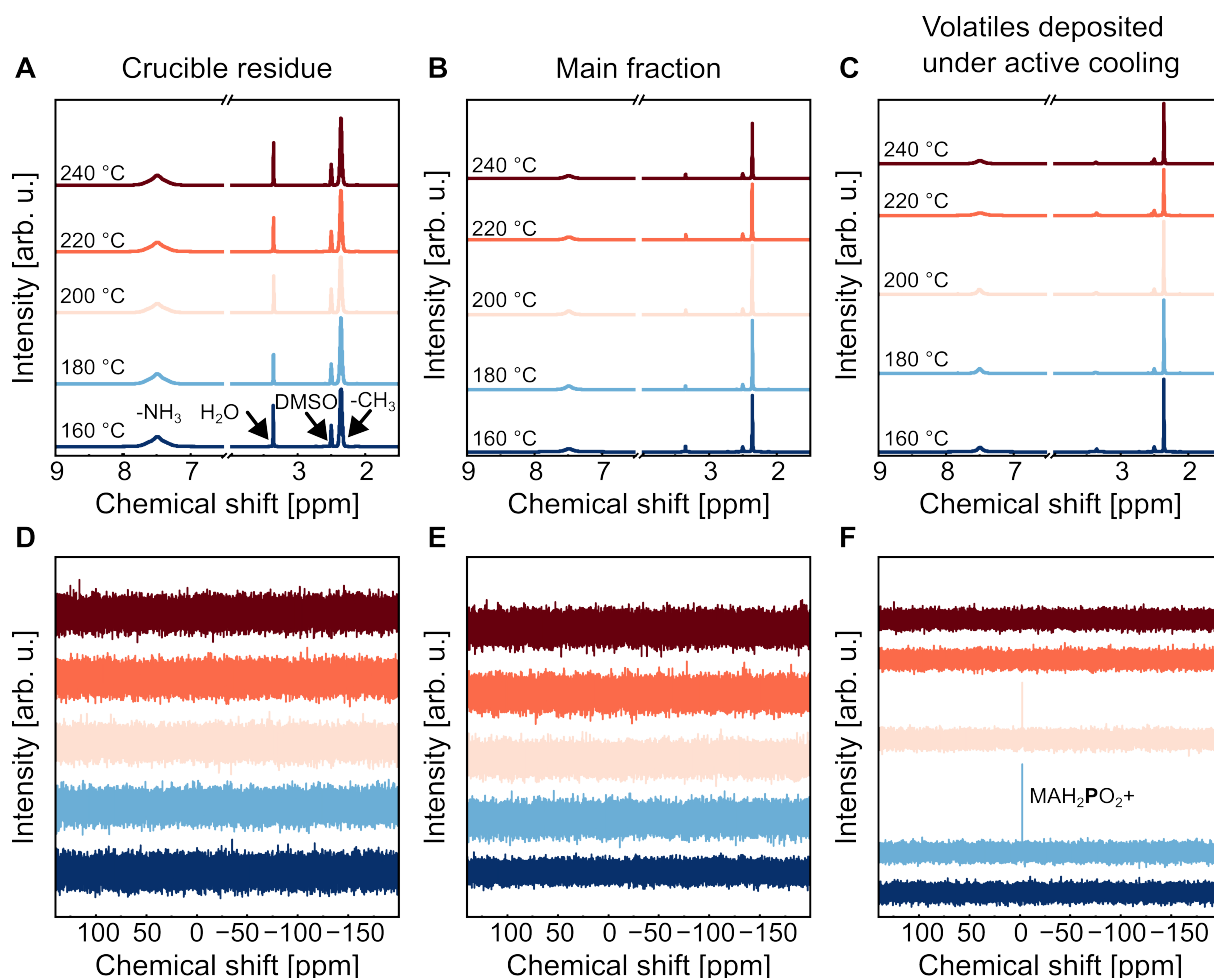 A
Crucible residue
B
Main fraction
C
Volatiles deposited
under active cooling
Intensity [arb. u.]
240 °C
220 °C
200 °C
180 °C
160 °C
-NH₃
H₂O
DMSO
-CH₃
9
7
3
2
Chemical shift [ppm]
Intensity [arb. u.]
240 °C
220 °C
200 °C
180 °C
160 °C
9
7
3
2
Chemical shift [ppm]
Intensity [arb. u.]
240 °C
220 °C
200 °C
180 °C
160 °C
9
7
3
2
Chemical shift [ppm]
D
Intensity [arb. u.]
100 50 0 −50 −100 −150
Chemical shift [ppm]
E
Intensity [arb. u.]
100 50 0 −50 −100 −150
Chemical shift [ppm]
F
Intensity [arb. u.]
MAH₂PO₂+
100 50 0 −50 −100 −150
Chemical shift [ppm]